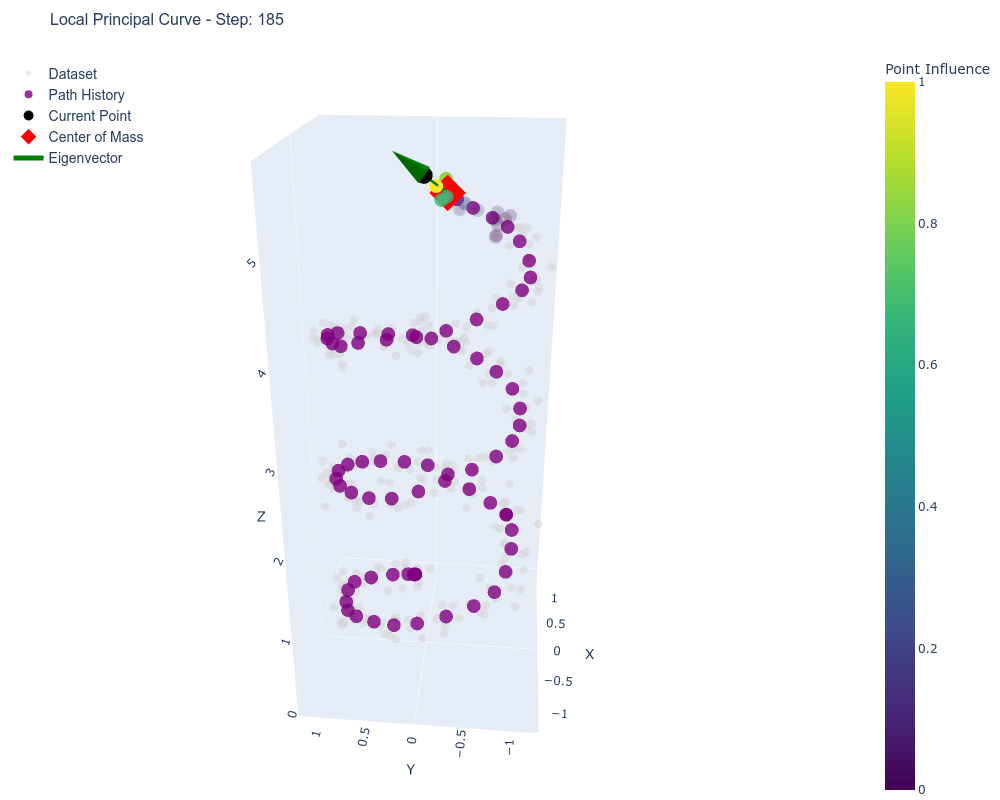 Local Principal Curve - Step: 185
Dataset
Path History
Current Point
Center of Mass
Eigenvector
Point Influence
1
0.8
0.6
0.4
0.2
0
5
4
3
Z
2
1
0
1
0.5
0
−0.5
−1
X
1
0.5
0
−0.5
−1
Y